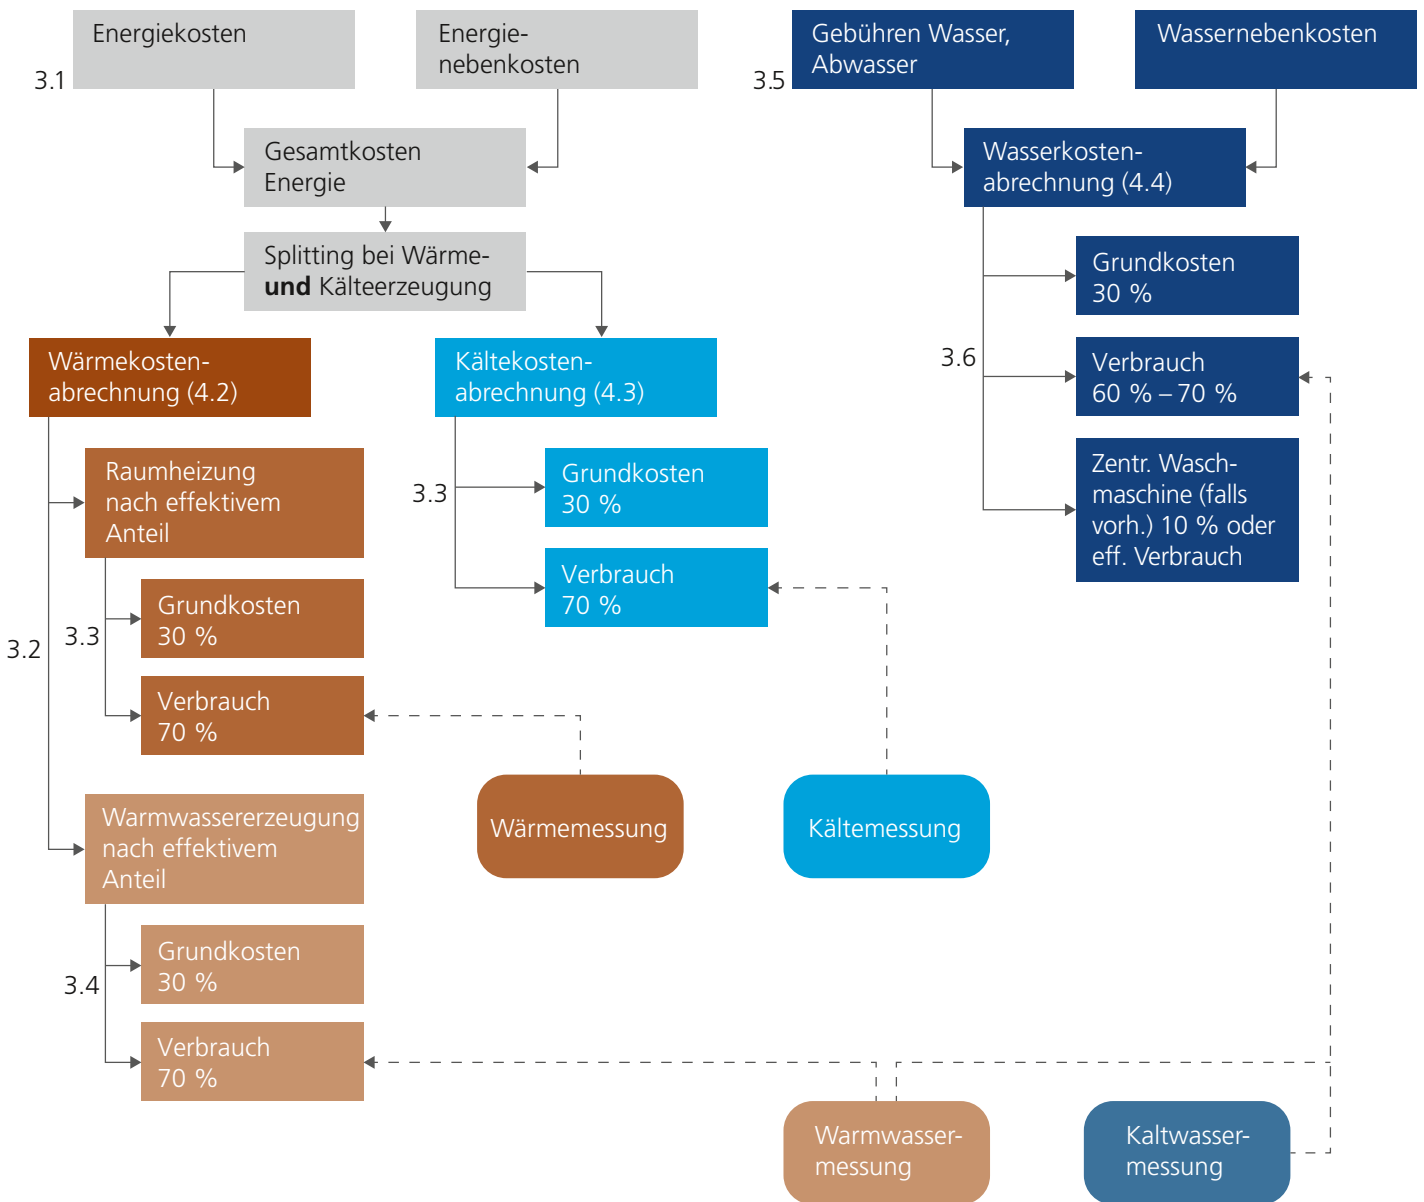 Energiekosten
Energie-
nebenkosten
3.1
Gesamtkosten
Energie
Splitting bei Wärme-
und Kälteerzeugung
Wärmekosten-
abrechnung (4.2)
Raumheizung
nach effektivem
Anteil
Grundkosten
30 %
3.3
3.2
Verbrauch
70 %
Warmwassererzeugung
nach effektivem
Anteil
Grundkosten
30 %
3.4
Verbrauch
70 %
Kältekosten-
abrechnung (4.3)
3.3
Grundkosten
30 %
Verbrauch
70 %
Wärmemessung
Kältemessung
Gebühren Wasser,
Abwasser
Wassernebenkosten
3.5
Wasserkosten-
abrechnung (4.4)
Grundkosten
30 %
3.6
Verbrauch
60 % – 70 %
Zentr. Wasch-
maschine (falls
vorh.) 10 % oder
eff. Verbrauch
Warmwasser-
messung
Kaltwasser-
messung